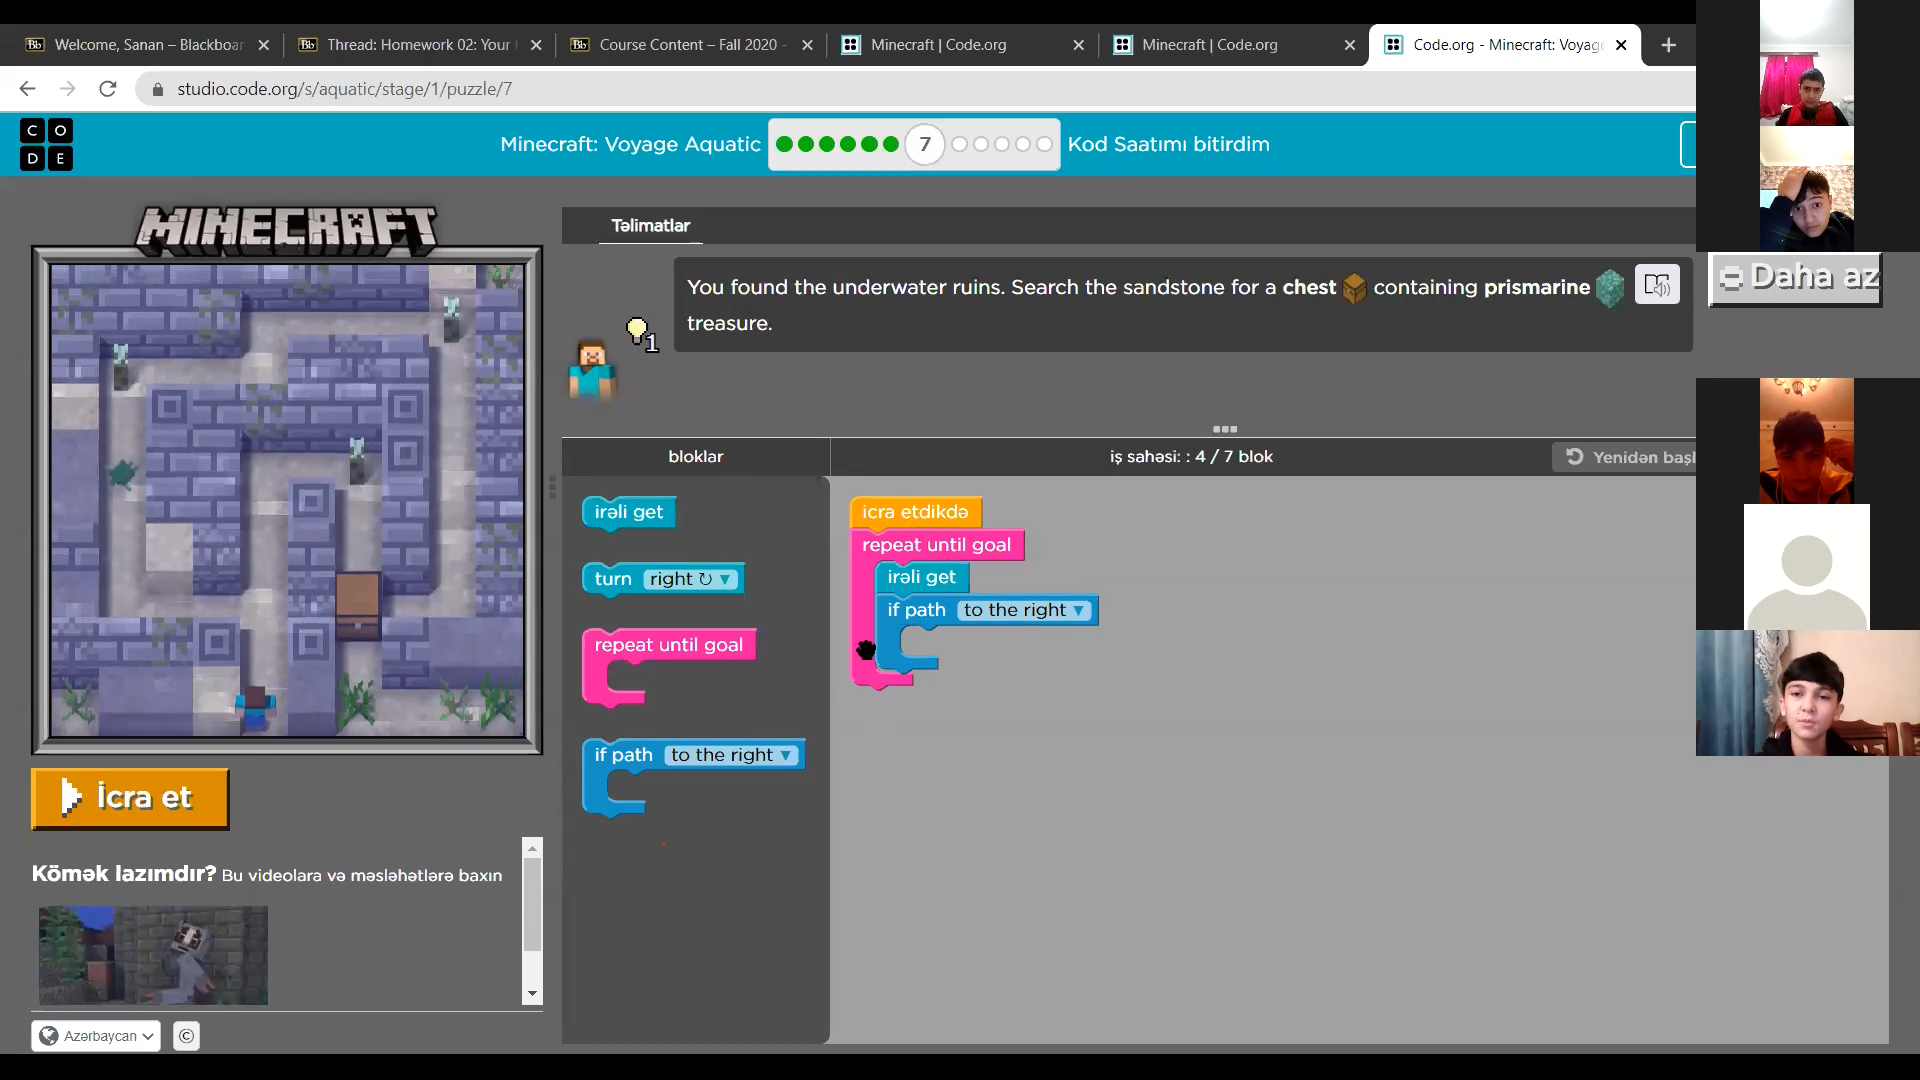 Welcome, Sanan – Blackboar
Thread: Homework 02: Your
Course Content – Fall 2020 -
Minecraft | Code.org
Minecraft | Code.org
Code.org - Minecraft: Voyage
studio.code.org/s/aquatic/stage/1/puzzle/7
C O
D E
Minecraft: Voyage Aquatic
7
Kod Saatımı bitirdim
MINECRAFT
Təlimatlar
You found the underwater ruins. Search the sandstone for a chest containing prismarine
treasure.
1
Daha az
bloklar
iş sahəsi: : 4 / 7 blok
Yenidən başl
irəli get
turn right ↻ ▼
repeat until goal
if path to the right ▼
icra etdikdə
repeat until goal
irəli get
if path to the right ▼
İcra et
Kömək lazımdır? Bu videolara və məsləhətlərə baxın
Azərbaycan
©